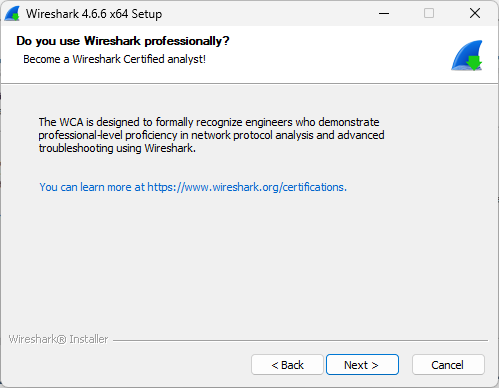 Wireshark 4.6.6 x64 Setup
Do you use Wireshark professionally?
Become a Wireshark Certified analyst!
The WCA is designed to formally recognize engineers who demonstrate
professional-level proficiency in network protocol analysis and advanced
troubleshooting using Wireshark.
You can learn more at https://www.wireshark.org/certifications.
Wireshark® Installer
< Back
Next >
Cancel